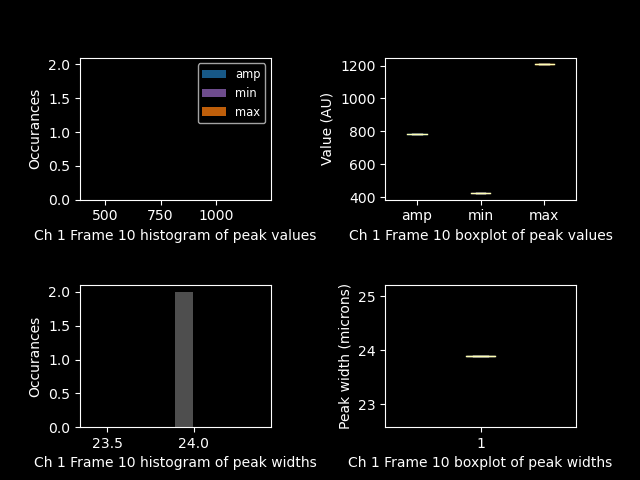 2.0
1.5
1.0
0.5
0.0
Occurances
amp
min
max
500 750 1000
Ch 1 Frame 10 histogram of peak values
1200
1000
800
600
400
Value (AU)
amp min max
Ch 1 Frame 10 boxplot of peak values
2.0
1.5
1.0
0.5
0.0
Occurances
23.5 24.0
Ch 1 Frame 10 histogram of peak widths
25
24
23
Peak width (microns)
1
Ch 1 Frame 10 boxplot of peak widths